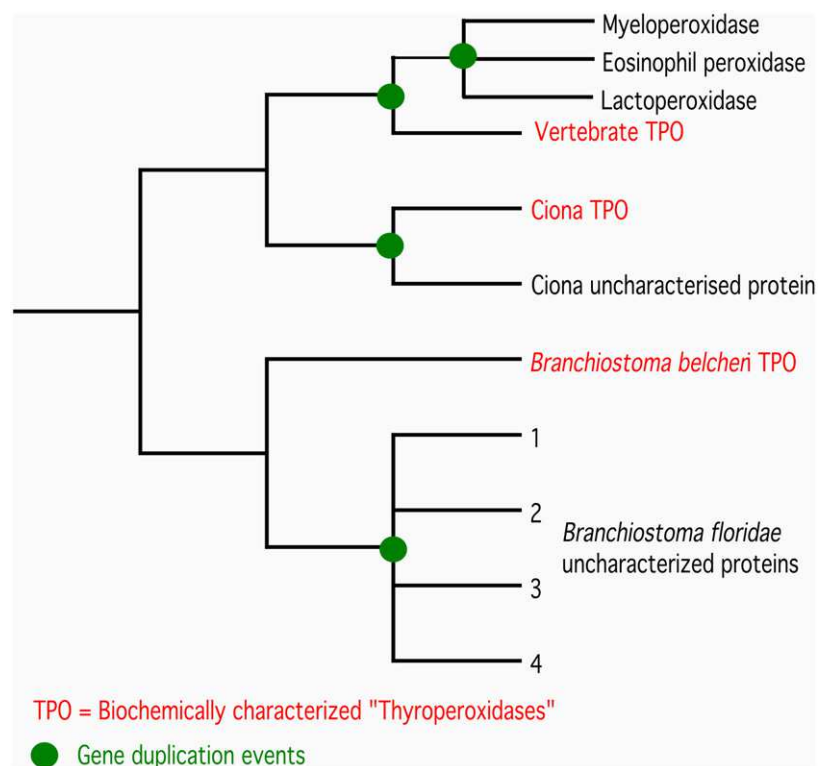 Myeloperoxidase
Eosinophil peroxidase
Lactoperoxidase
Vertebrate TPO
Ciona TPO
Ciona uncharacterised protein
Branchiostoma belcheri TPO
1
2
Branchiostoma floridae
uncharacterized proteins
3
4
TPO = Biochemically characterized "Thyroperoxidases"
Gene duplication events